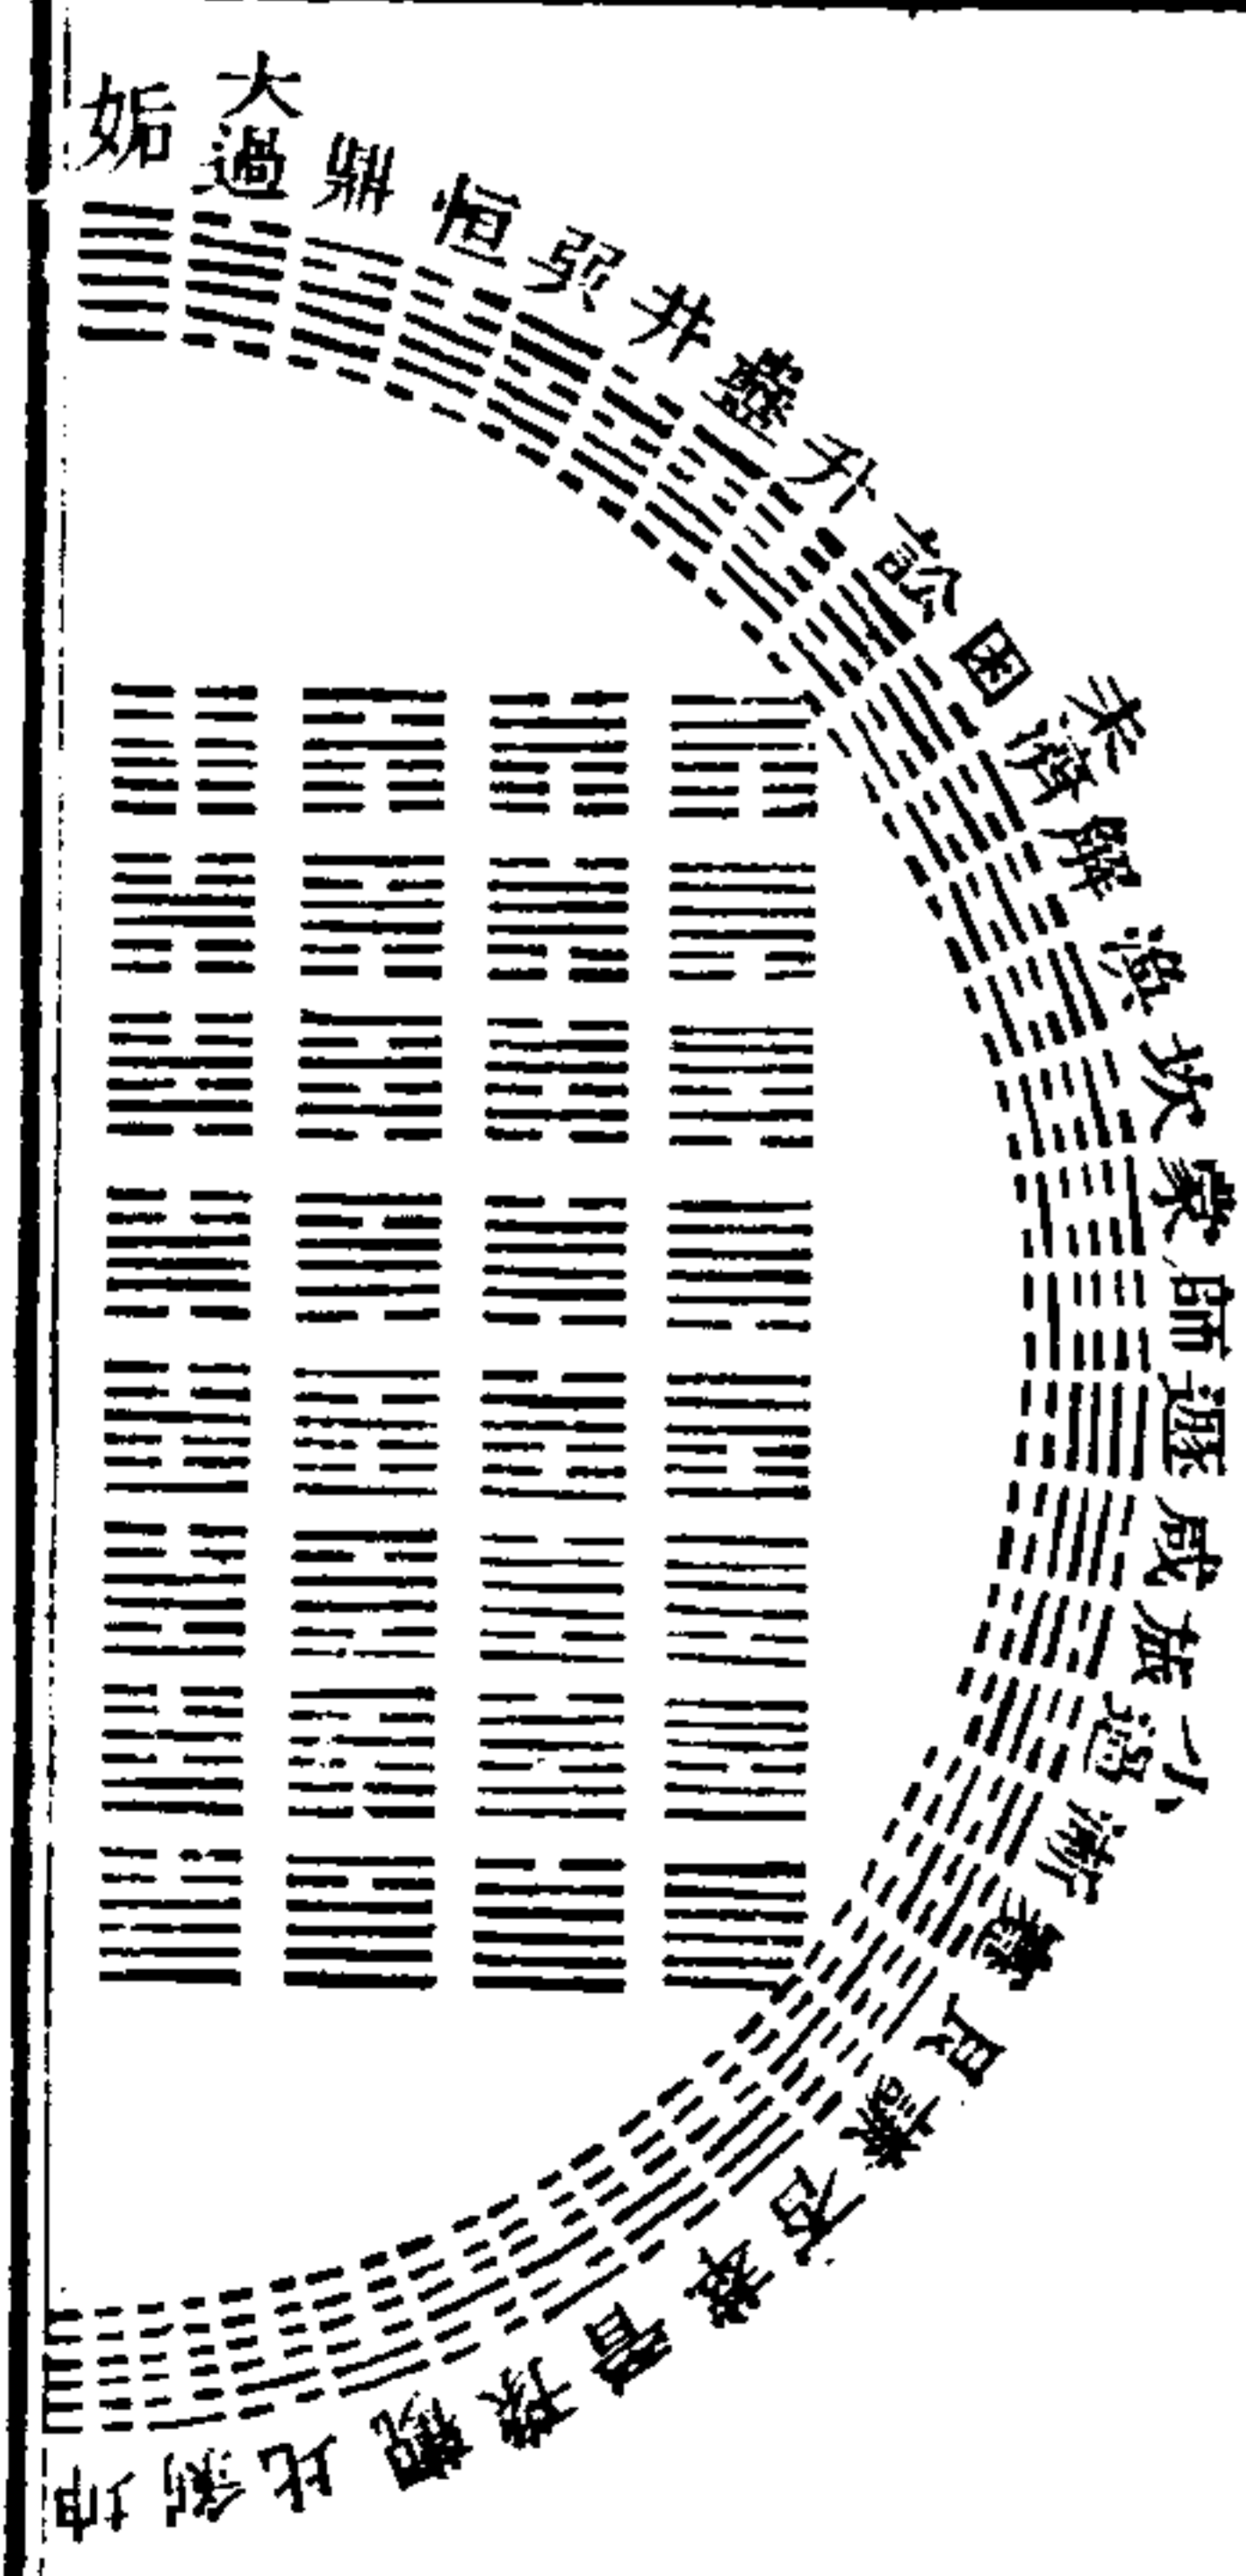 姤
大過
鼎
恒
巽
井
蠱
升
訟
困
未濟
解
渙
坎
蒙
師
遯
咸
旅
小過
漸
蹇
艮
謙
否
萃
晉
豫
觀
比
剝
坤